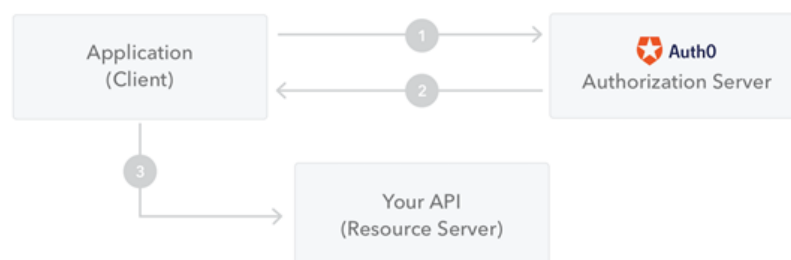 Application
(Client)
1
Auth0
Authorization Server
2
3
Your API
(Resource Server)